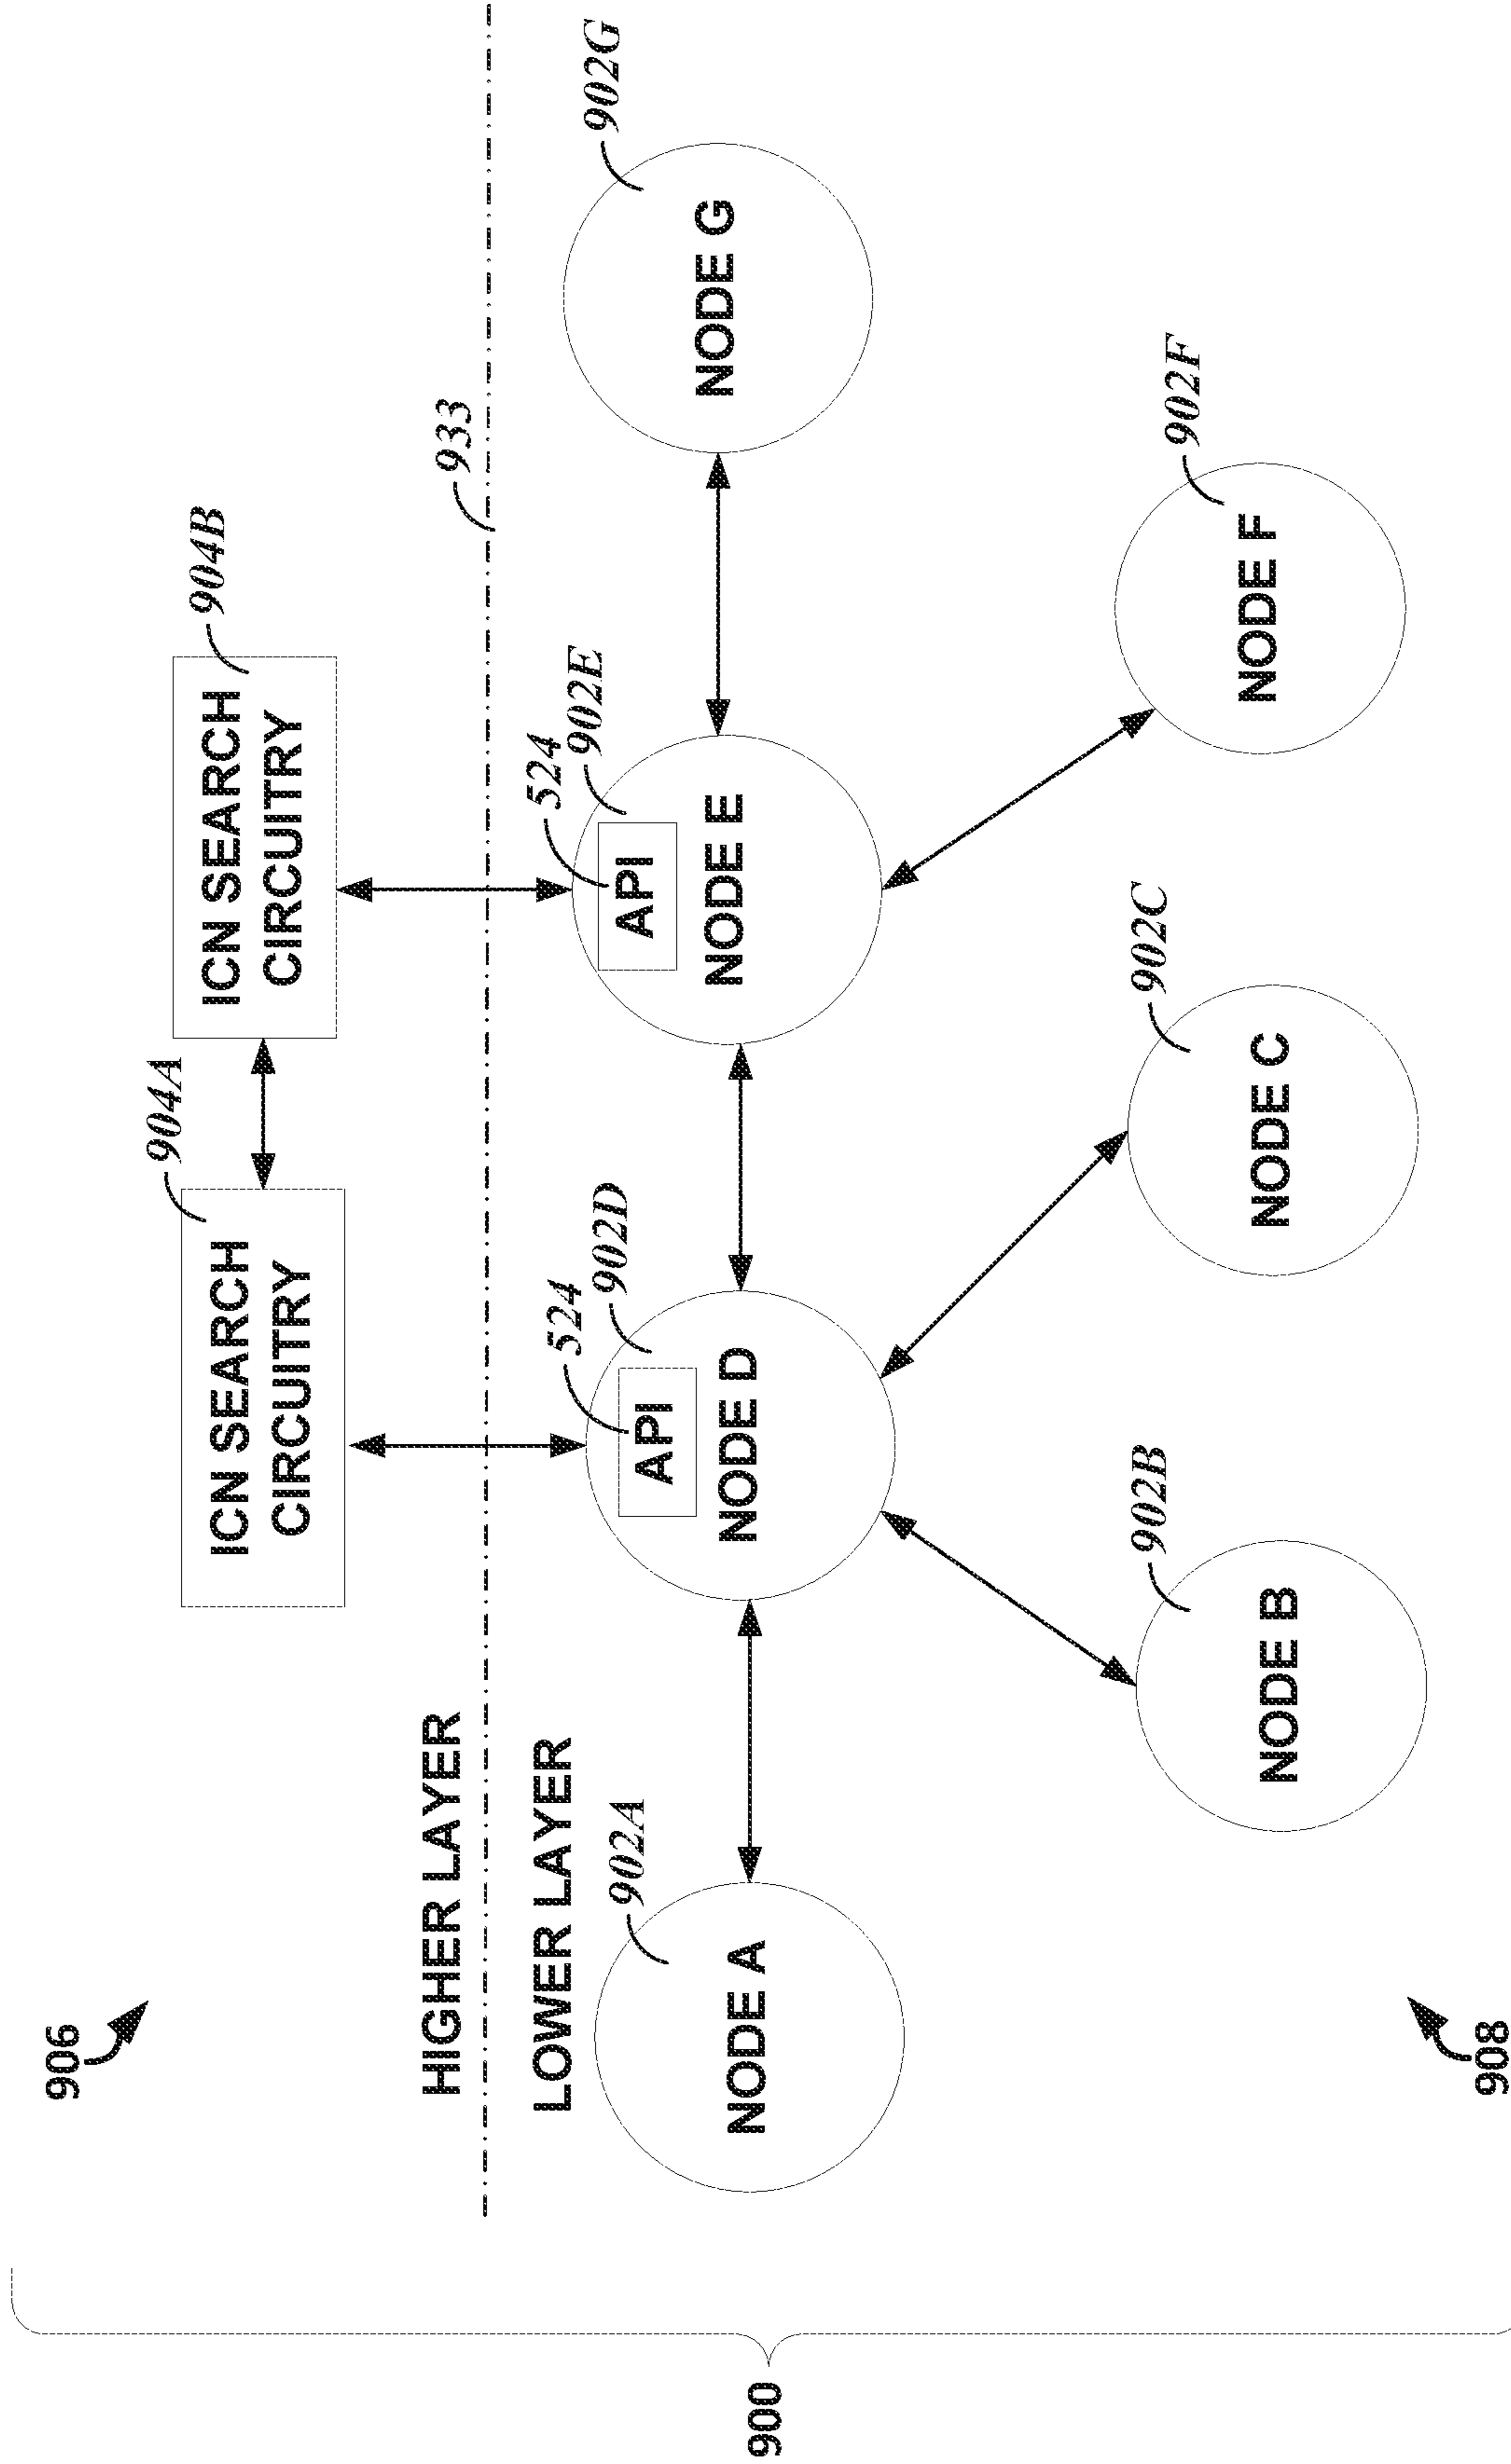 906
904A
904B
ICN SEARCH
CIRCUITRY
ICN SEARCH
CIRCUITRY
HIGHER LAYER
933
LOWER LAYER
902A
524
902D
524
902E
902G
API
API
NODE A
NODE D
NODE E
NODE G
902B
902C
902F
NODE B
NODE C
NODE F
908
900